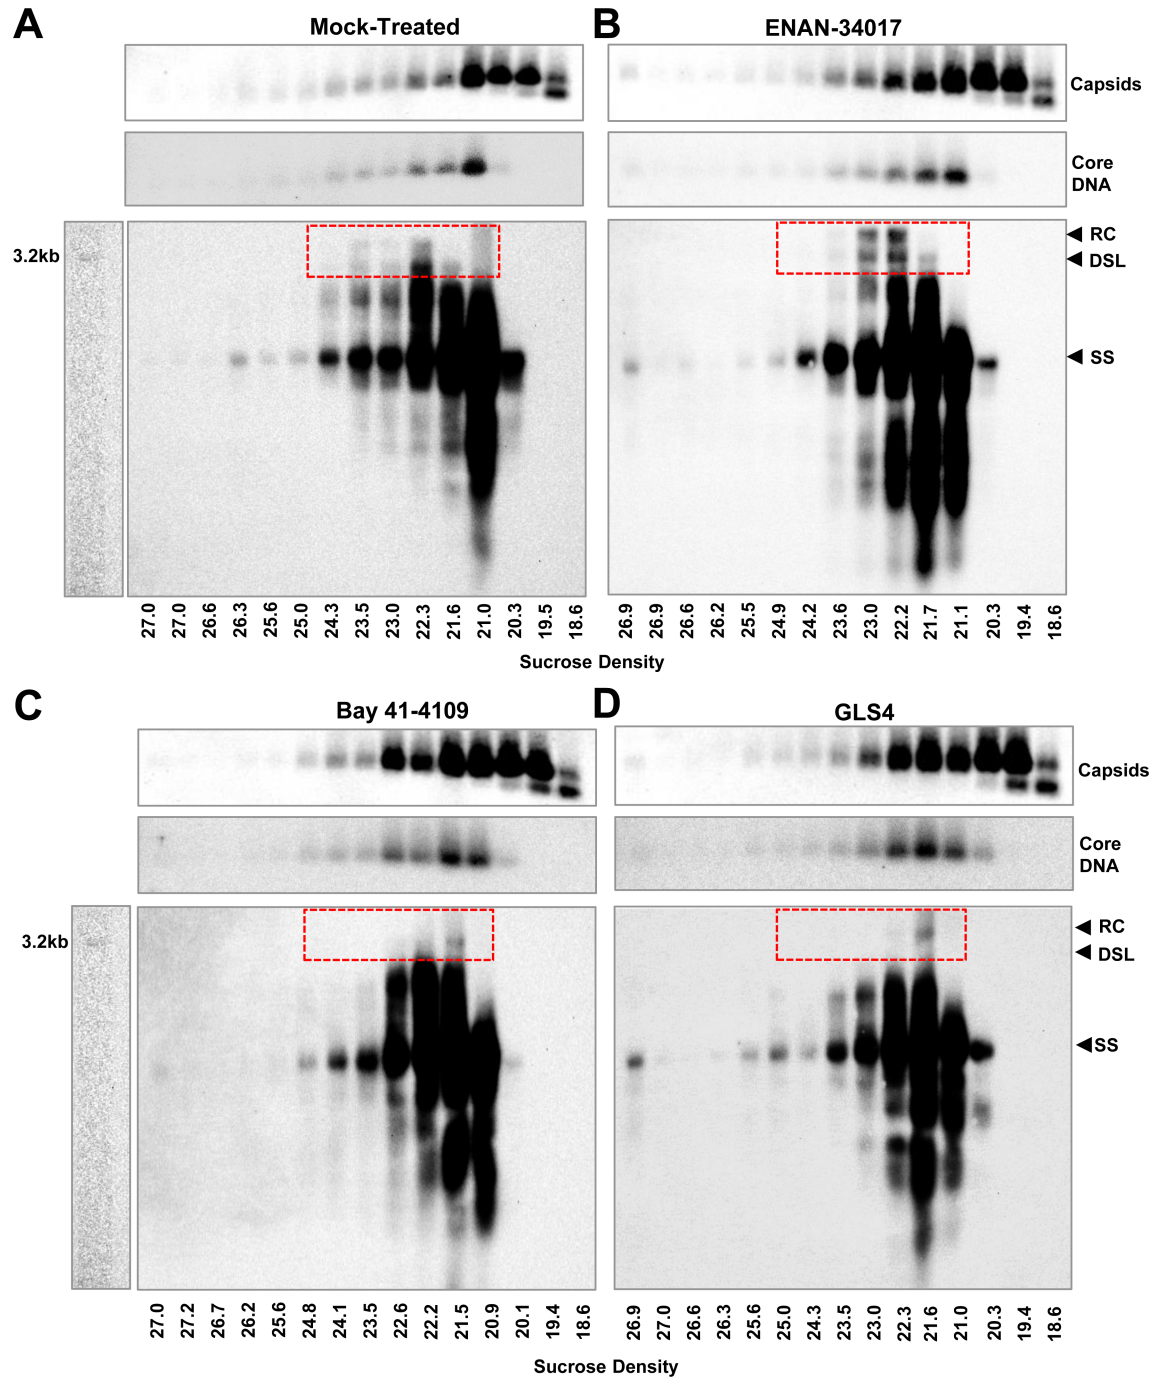 A
Mock-Treated
B
ENAN-34017
Capsids
Core
DNA
3.2kb
RC
DSL
SS
27.0 27.0 26.6 26.3 25.6 25.0 24.3 23.5 23.0 22.3 21.6 21.0 20.3 19.5 18.6
26.9 26.9 26.6 26.2 25.5 24.9 24.2 23.6 23.0 22.2 21.7 21.1 20.3 19.4 18.6
Sucrose Density
C
Bay 41-4109
D
GLS4
Capsids
Core
DNA
3.2kb
RC
DSL
SS
27.0 27.2 26.7 26.2 25.6 24.8 24.1 23.5 22.6 22.2 21.5 20.9 20.1 19.4 18.6
26.9 27.0 26.6 26.3 25.6 25.0 24.3 23.5 23.0 22.3 21.6 21.0 20.3 19.4 18.6
Sucrose Density